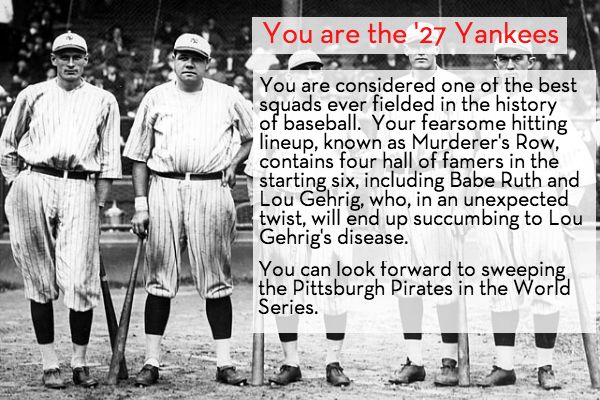 You are the '27 Yankees
You are considered one of the best
squads ever fielded in the history
of baseball. Your fearsome hitting
lineup, known as Murderer's Row,
contains four hall of famers in the
starting six, including Babe Ruth and
Lou Gehrig, who, in an unexpected
twist, will end up succumbing to Lou
Gehrig's disease.
You can look forward to sweeping
the Pittsburgh Pirates in the World
Series.